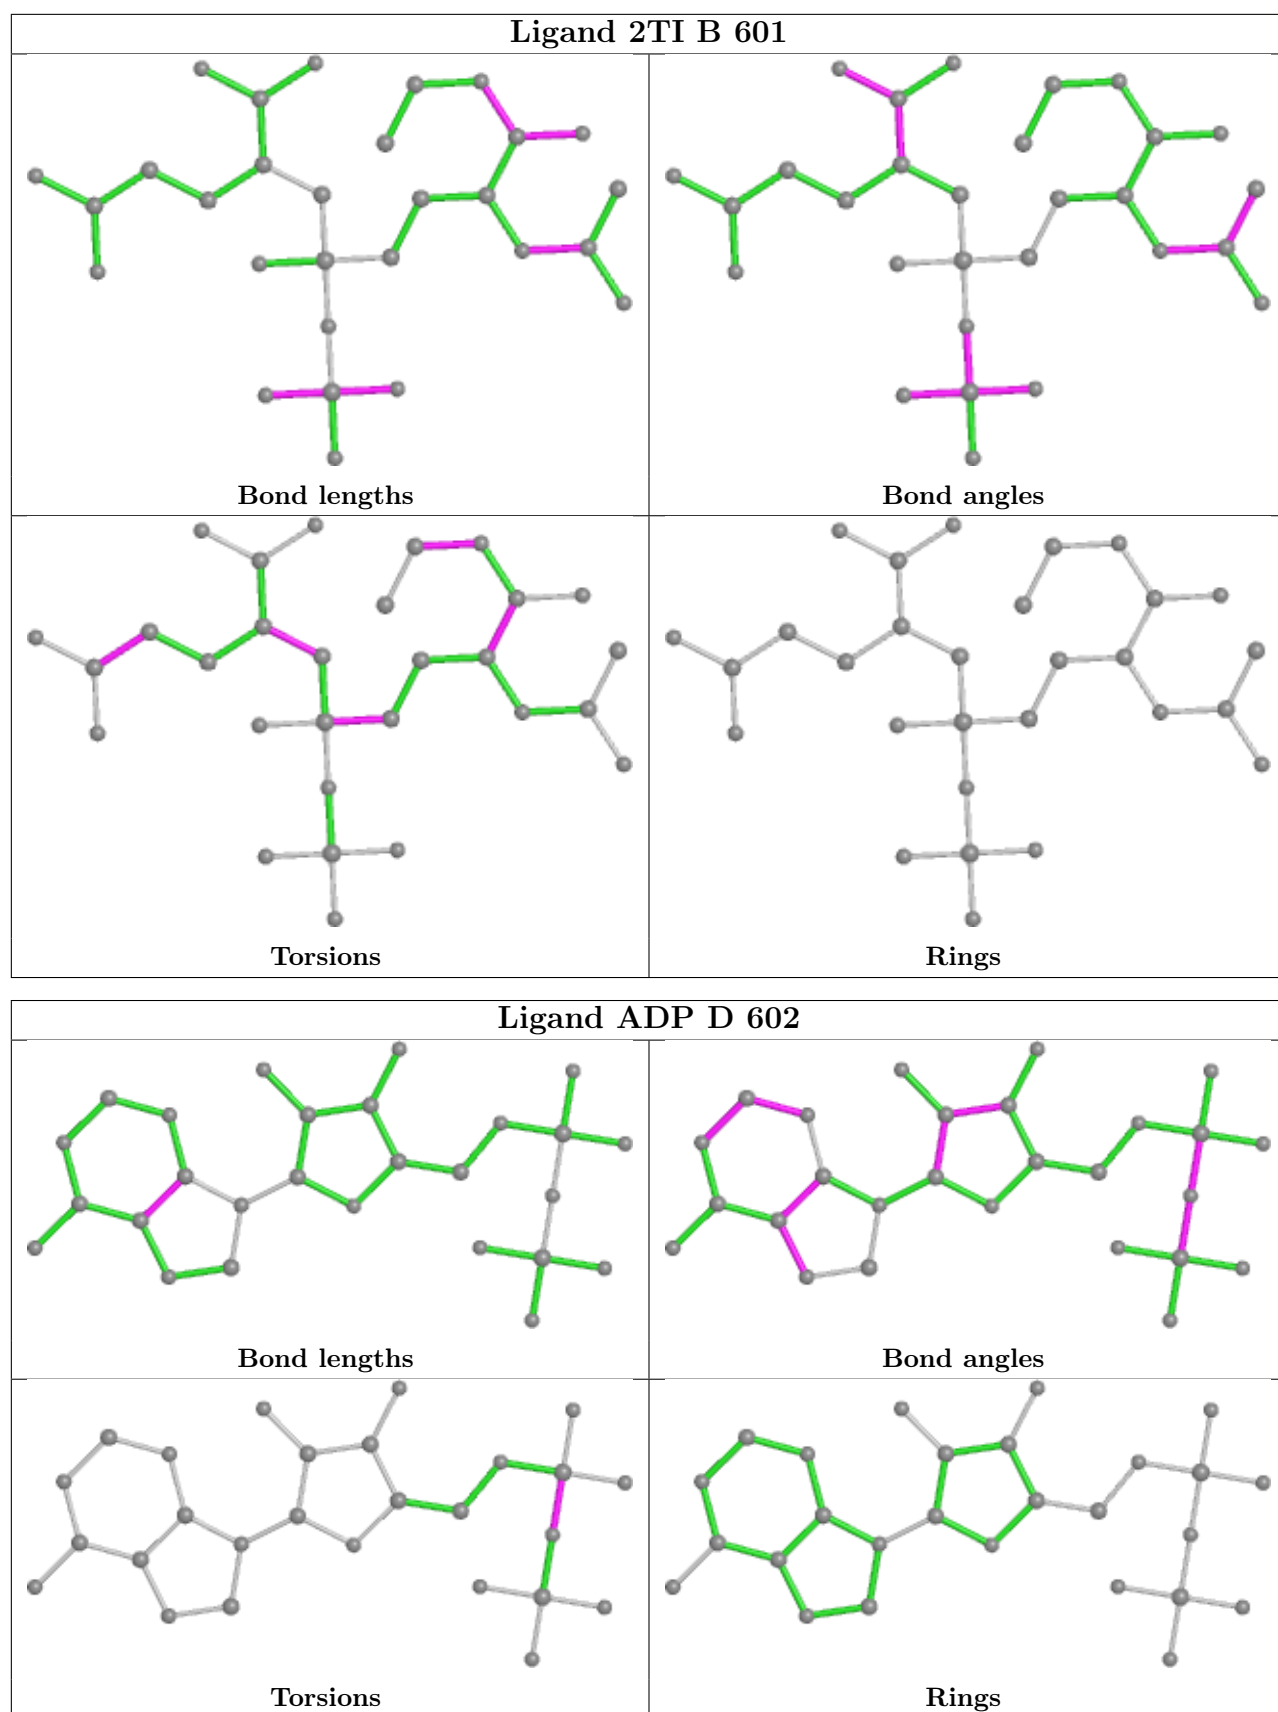 Ligand 2TI B 601
Bond lengths
Bond angles
Torsions
Rings
Ligand ADP D 602
Bond lengths
Bond angles
Torsions
Rings